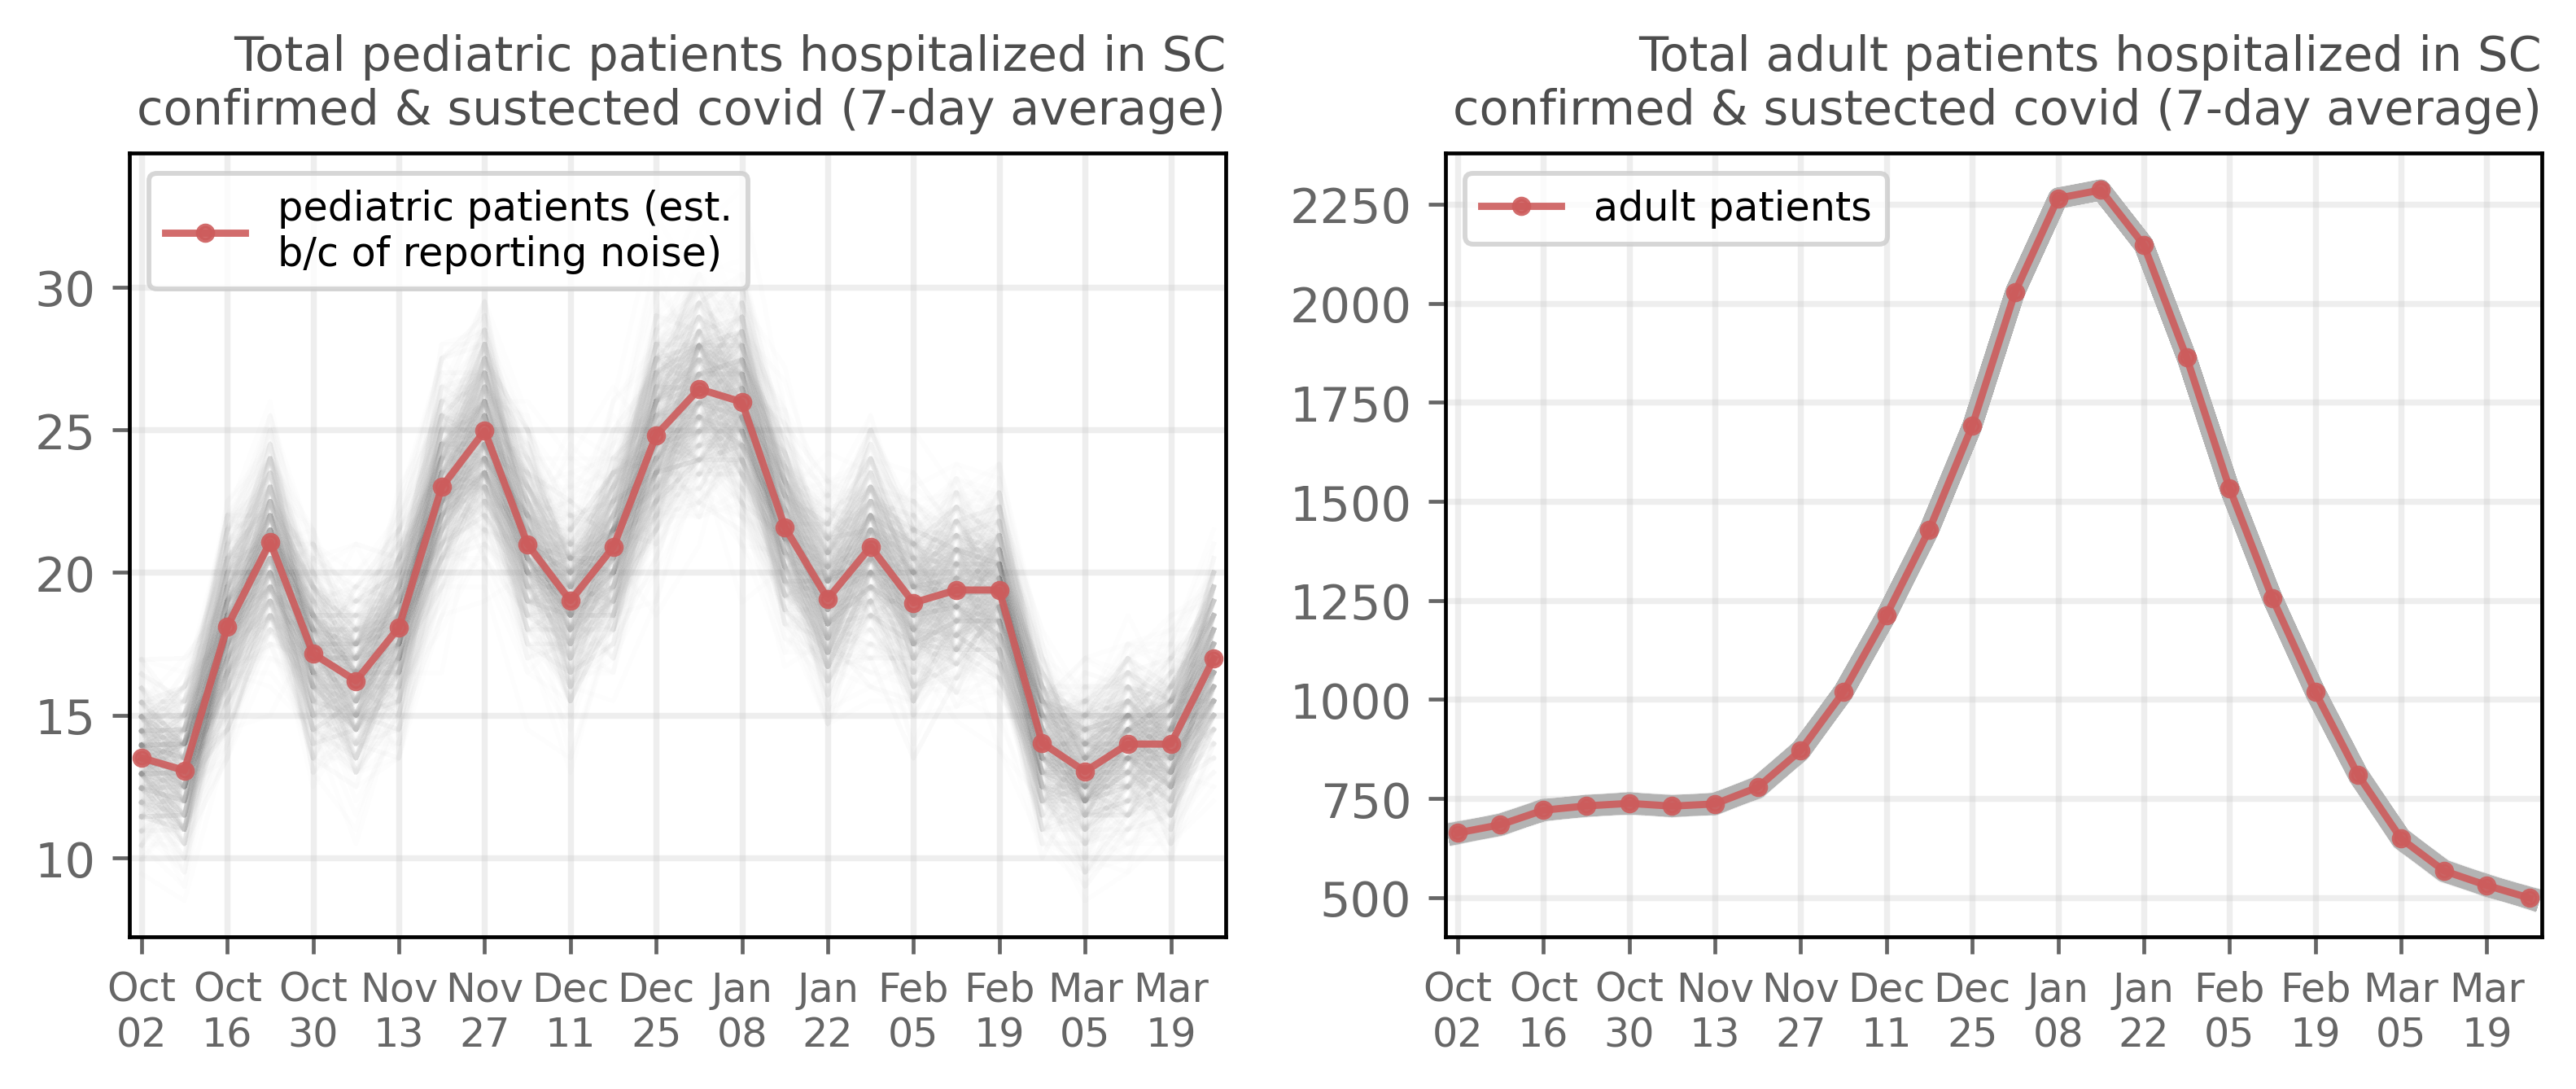 Total pediatric patients hospitalized in SC
confirmed & sustected covid (7-day average)
pediatric patients (est.
b/c of reporting noise)
30
25
20
15
10
Oct Oct Oct Nov Nov Dec Dec Jan Jan Feb Feb Mar Mar
02 16 30 13 27 11 25 08 22 05 19 05 19
Total adult patients hospitalized in SC
confirmed & sustected covid (7-day average)
adult patients
2250
2000
1750
1500
1250
1000
750
500
Oct Oct Oct Nov Nov Dec Dec Jan Jan Feb Feb Mar Mar
02 16 30 13 27 11 25 08 22 05 19 05 19